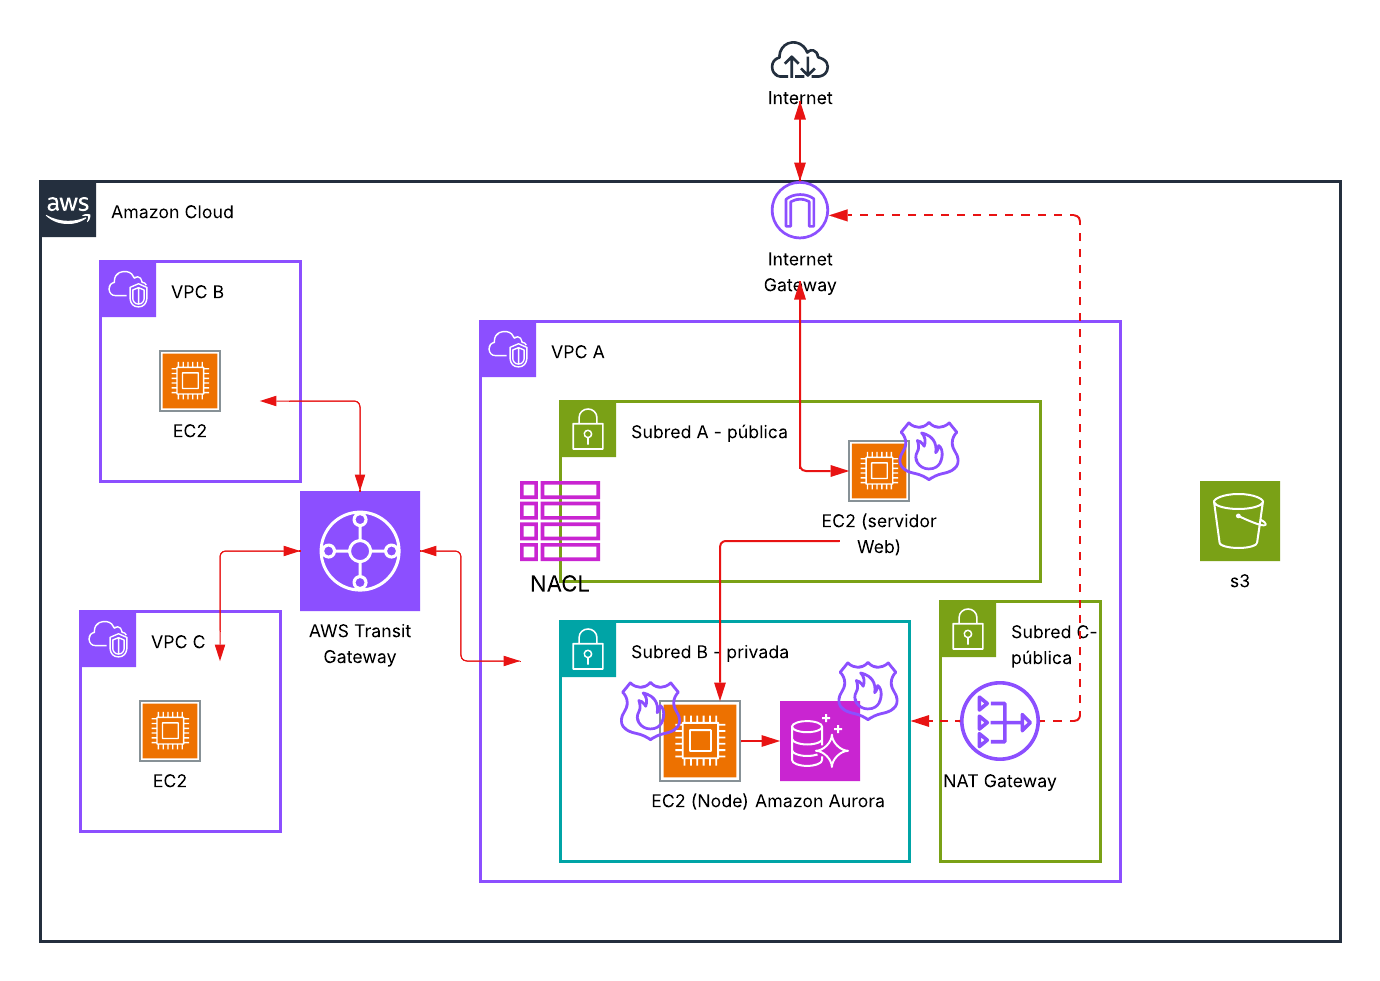 Internet
aws
Amazon Cloud
Internet
Gateway
VPC B
EC2
VPC A
Subred A - pública
EC2 (servidor
Web)
NACL
s3
AWS Transit
Gateway
VPC C
EC2
Subred B - privada
EC2 (Node)
Amazon Aurora
Subred C-
pública
NAT Gateway